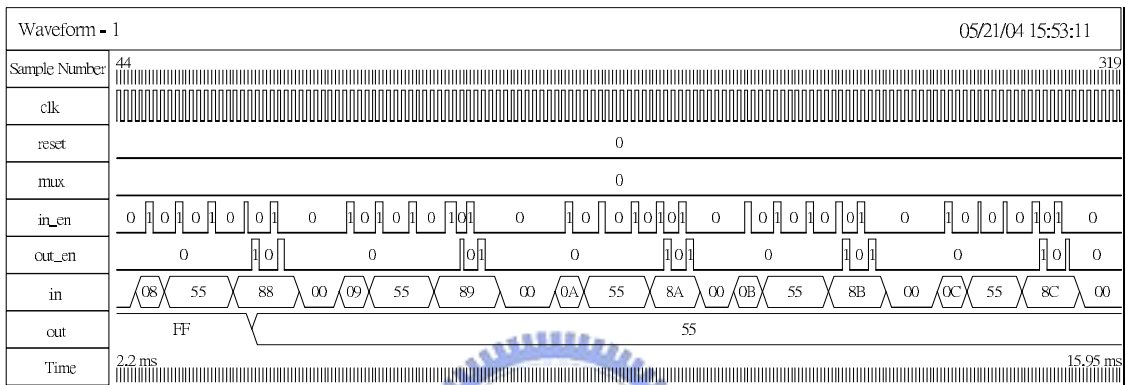 Waveform - 1 05/21/04 15:53:11
Sample Number 44 319
clk
reset 0
mux 0
in_en 0 1 0 1 0 1 0 0 1 0 1 0 1 0 1 0 1 0 1 0 1 0 0 1 0 1 0 1 0 0 1 0 1 0 0 1 0 1 0 0 0 1 0 1 0
out_en 0 1 0 0 0 1 0 1 0 1 0 1 0 1 0 1 0 1 0 0
in 08 55 88 00 09 55 89 00 0A 55 8A 00 0B 55 8B 00 0C 55 8C 00
out FF 55
Time 2.2 ms 15.95 ms